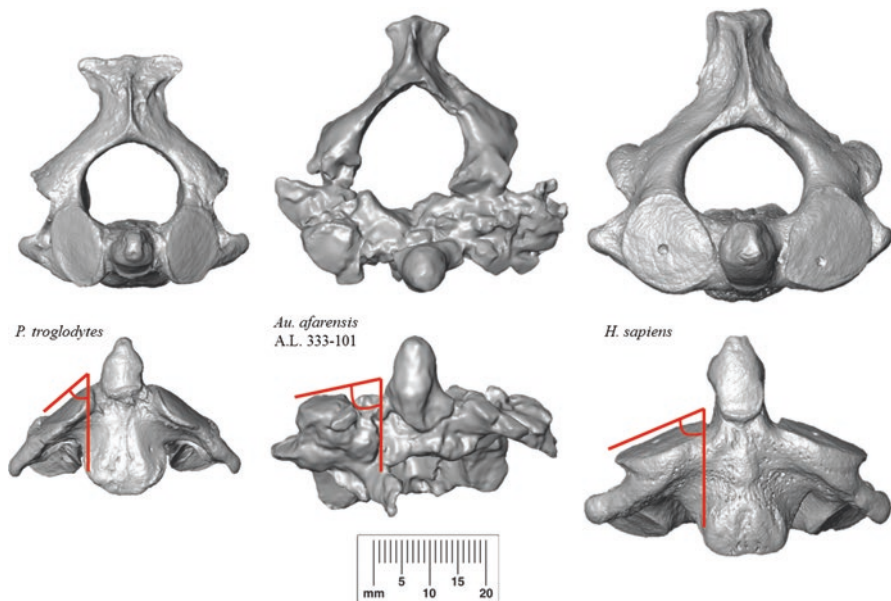 P. troglodytes
Au. afarensis
A.L. 333-101
H. sapiens
5 15
mm 10 20